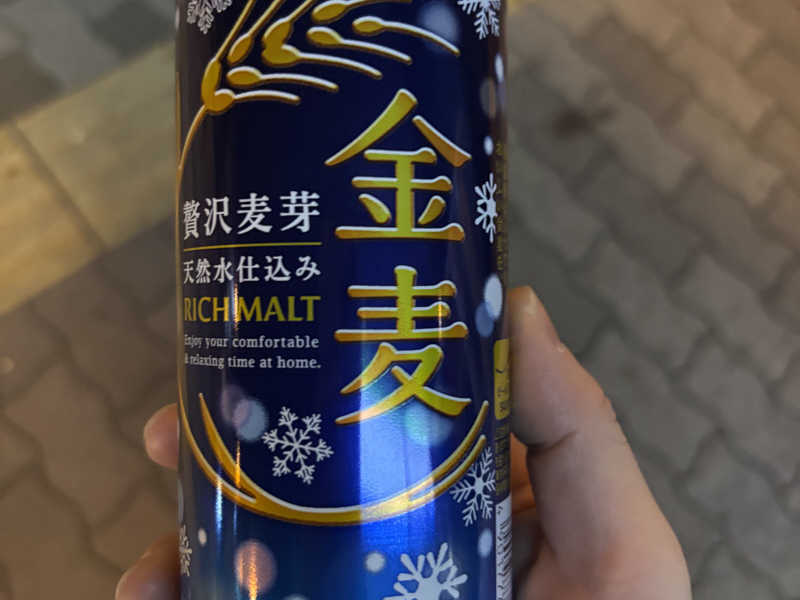 金麦
贅沢麦芽
天然水仕込み
RICH MALT
Enjoy your comfortable
& relaxing time at home.